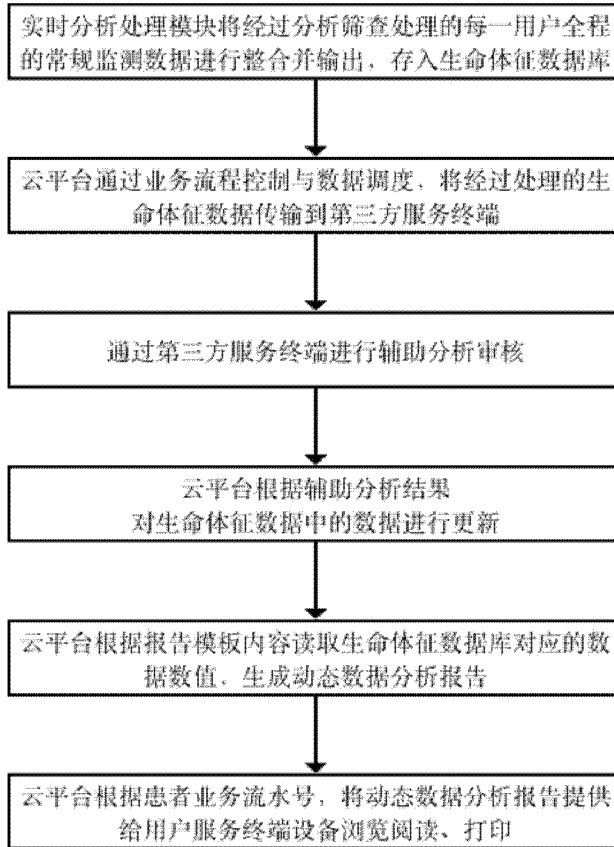 实时分析处理模块将经过分析筛查处理的每一用户全程
的常规监测数据进行整合并输出，存入生命体征数据库
云平台通过业务流程控制与数据调度，将经过处理的生
命体征数据传输到第三方服务终端
通过第三方服务终端进行辅助分析审核
云平台根据辅助分析结果
对生命体征数据中的数据进行更新
云平台根据报告模板内容读取生命体征数据库对应的数
据数值，生成动态数据分析报告
云平台根据患者业务流水号，将动态数据分析报告提供
给用户服务终端设备浏览阅读、打印